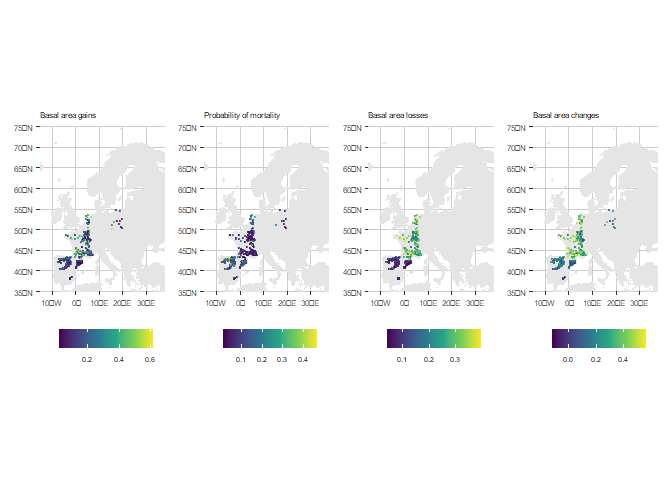 Basal area gains
Probability of mortality
Basal area losses
Basal area changes
75□N
70□N
65□N
60□N
55□N
50□N
45□N
40□N
35□N
10□W 0□ 10□E 20□E 30□E
0.2 0.4 0.6
75□N
70□N
65□N
60□N
55□N
50□N
45□N
40□N
35□N
10□W 0□ 10□E 20□E 30□E
0.1 0.2 0.3 0.4
75□N
70□N
65□N
60□N
55□N
50□N
45□N
40□N
35□N
10□W 0□ 10□E 20□E 30□E
0.1 0.2 0.3
75□N
70□N
65□N
60□N
55□N
50□N
45□N
40□N
35□N
10□W 0□ 10□E 20□E 30□E
0.0 0.2 0.4